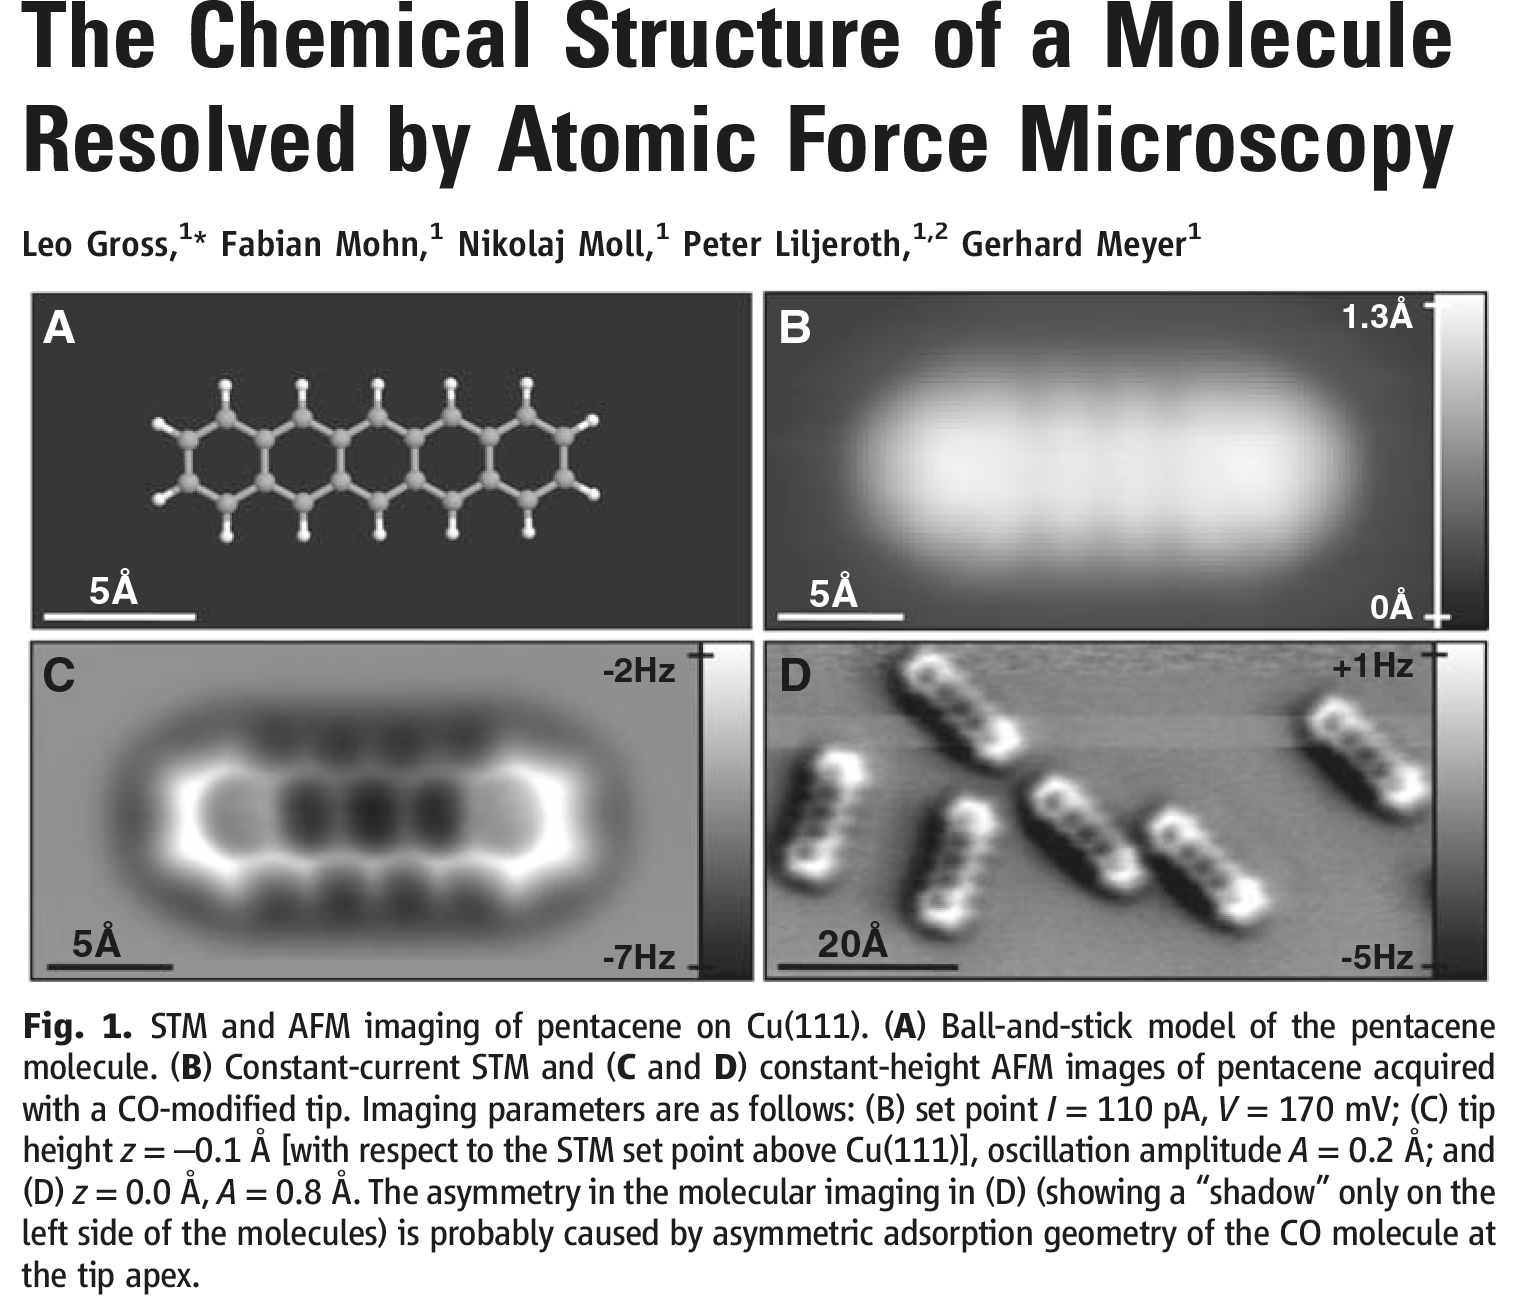 The Chemical Structure of a Molecule
Resolved by Atomic Force Microscopy
Leo Gross,¹* Fabian Mohn,¹ Nikolaj Moll,¹ Peter Liljeroth,¹,² Gerhard Meyer¹
A
5Å
B
1.3Å
5Å
0Å
C
-2Hz
5Å
-7Hz
D
+1Hz
20Å
-5Hz
Fig. 1. STM and AFM imaging of pentacene on Cu(111). (A) Ball-and-stick model of the pentacene
molecule. (B) Constant-current STM and (C and D) constant-height AFM images of pentacene acquired
with a CO-modified tip. Imaging parameters are as follows: (B) set point I = 110 pA, V = 170 mV; (C) tip
height z = –0.1 Å [with respect to the STM set point above Cu(111)], oscillation amplitude A = 0.2 Å; and
(D) z = 0.0 Å, A = 0.8 Å. The asymmetry in the molecular imaging in (D) (showing a “shadow” only on the
left side of the molecules) is probably caused by asymmetric adsorption geometry of the CO molecule at
the tip apex.